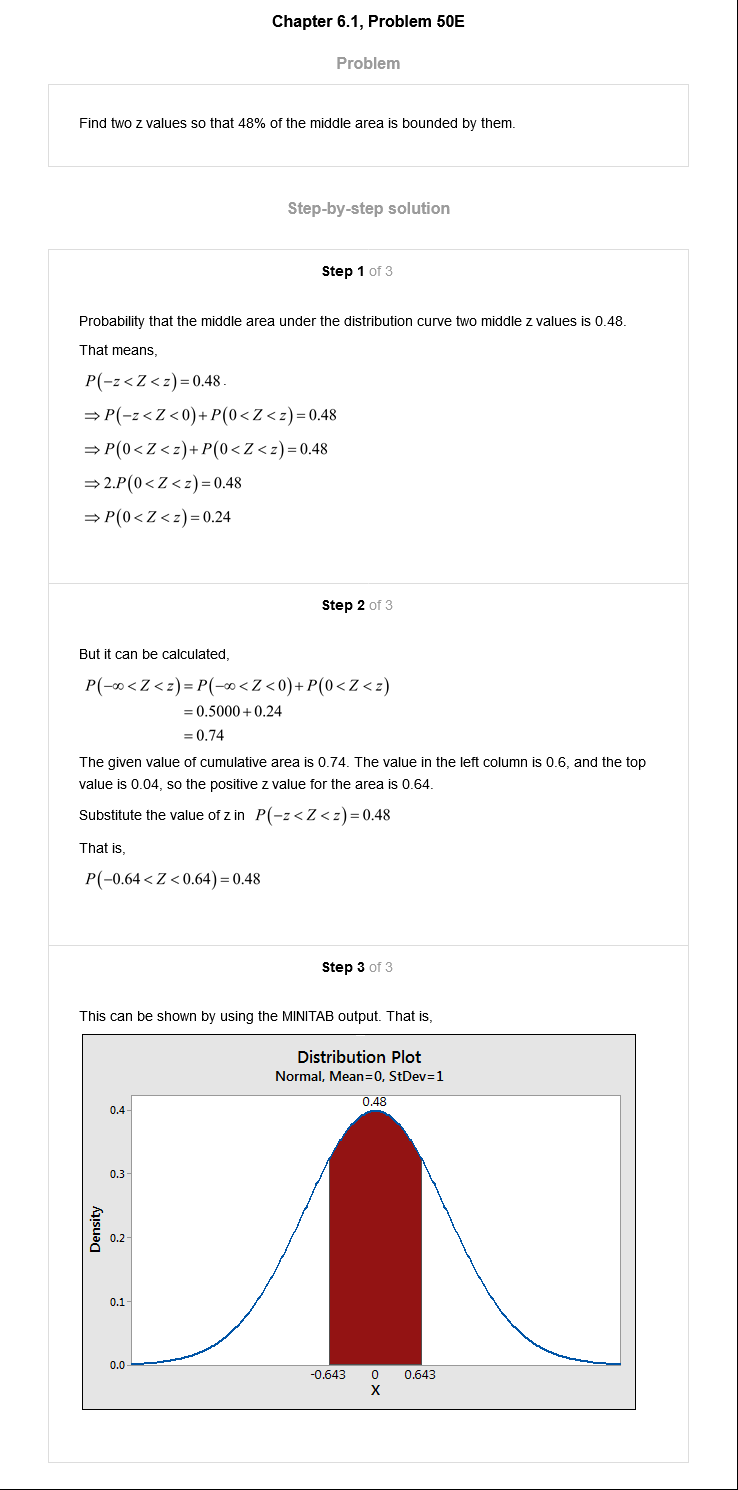 Chapter 6.1, Problem 50E
Problem
Find two z values so that 48% of the middle area is bounded by them.
Step-by-step solution
Step 1 of 3
Probability that the middle area under the distribution curve two middle z values is 0.48.
That means,
P(−z < Z < z) = 0.48 .
⇒ P(−z < Z < 0) + P(0 < Z < z) = 0.48
⇒ P(0 < Z < z) + P(0 < Z < z) = 0.48
⇒ 2.P(0 < Z < z) = 0.48
⇒ P(0 < Z < z) = 0.24
Step 2 of 3
But it can be calculated,
P(−∞ < Z < z) = P(−∞ < Z < 0) + P(0 < Z < z)
= 0.5000 + 0.24
= 0.74
The given value of cumulative area is 0.74. The value in the left column is 0.6, and the top
value is 0.04, so the positive z value for the area is 0.64.
Substitute the value of z in P(−z < Z < z) = 0.48
That is,
P(−0.64 < Z < 0.64) = 0.48
Step 3 of 3
This can be shown by using the MINITAB output. That is,
Distribution Plot
Normal, Mean=0, StDev=1
0.48
0.4
0.3
Density
0.2
0.1
0.0
-0.643 0 0.643
X